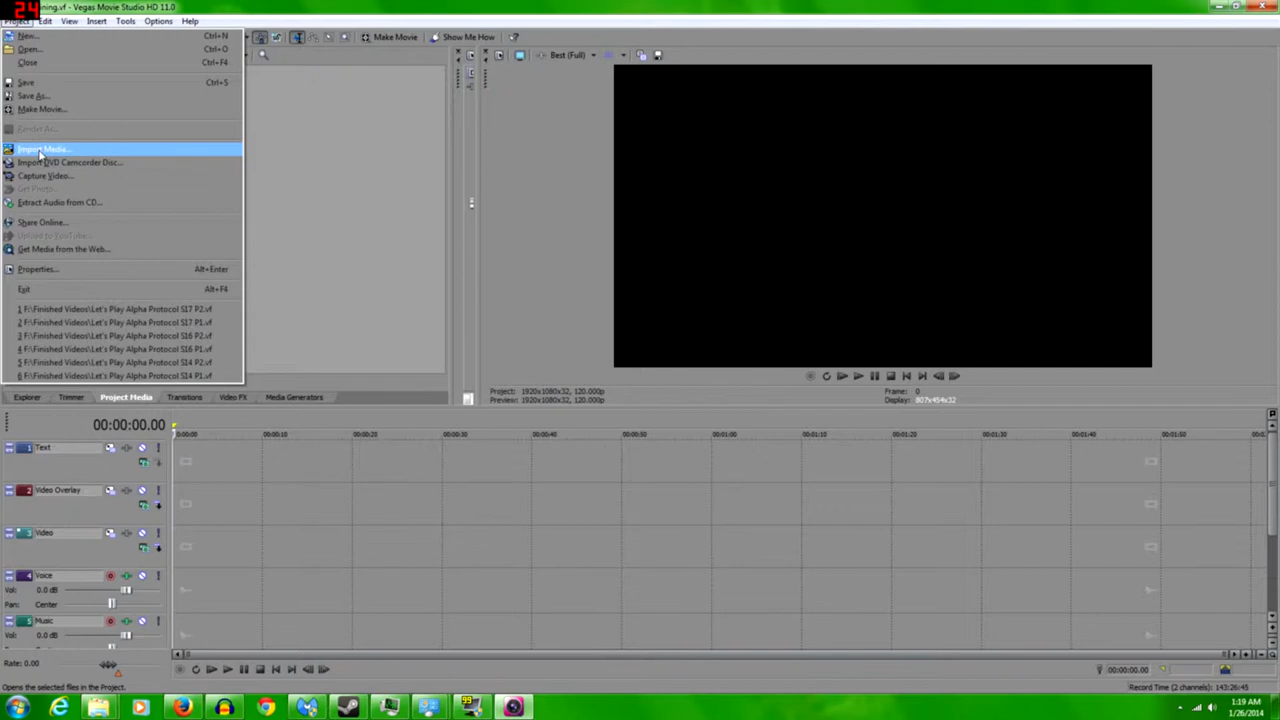 24
ning.vf - Vegas Movie Studio HD 11.0
Project Edit View Insert Tools Options Help
New... Ctrl+N
Open... Ctrl+O
Close Ctrl+F4
Save Ctrl+S
Save As...
Make Movie...
Render As...
Import Media...
Import DVD Camcorder Disc...
Capture Video...
Get Photo...
Extract Audio from CD...
Share Online...
Upload to YouTube...
Get Media from the Web...
Properties... Alt+Enter
Exit Alt+F4
1 F:\Finished Videos\Let's Play Alpha Protocol S17 P2.vf
2 F:\Finished Videos\Let's Play Alpha Protocol S17 P1.vf
3 F:\Finished Videos\Let's Play Alpha Protocol S16 P2.vf
4 F:\Finished Videos\Let's Play Alpha Protocol S16 P1.vf
5 F:\Finished Videos\Let's Play Alpha Protocol S14 P2.vf
6 F:\Finished Videos\Let's Play Alpha Protocol S14 P1.vf
Make Movie Show Me How
Best (Full)
Project: 1920x1080x32, 120.000p
Preview: 1920x1080x32, 120.000p
Frame: 0
Display: 807x454x32
Explorer Trimmer Project Media Transitions Video FX Media Generators
00:00:00.00
0:00:00 00:00:10 00:00:20 00:00:30 00:00:40 00:00:50 00:01:00 00:01:10 00:01:20 00:01:30 00:01:40 00:01:50 00:02
1 Text
2 Video Overlay
3 Video
4 Voice
Vol: 0.0 dB
Pan: Center
5 Music
Vol: 0.0 dB
Rate: 0.00
00:00:00.00
Opens the selected files in the Project.
Record Time (2 channels): 143:26:45
99
1:19 AM
1/26/2014